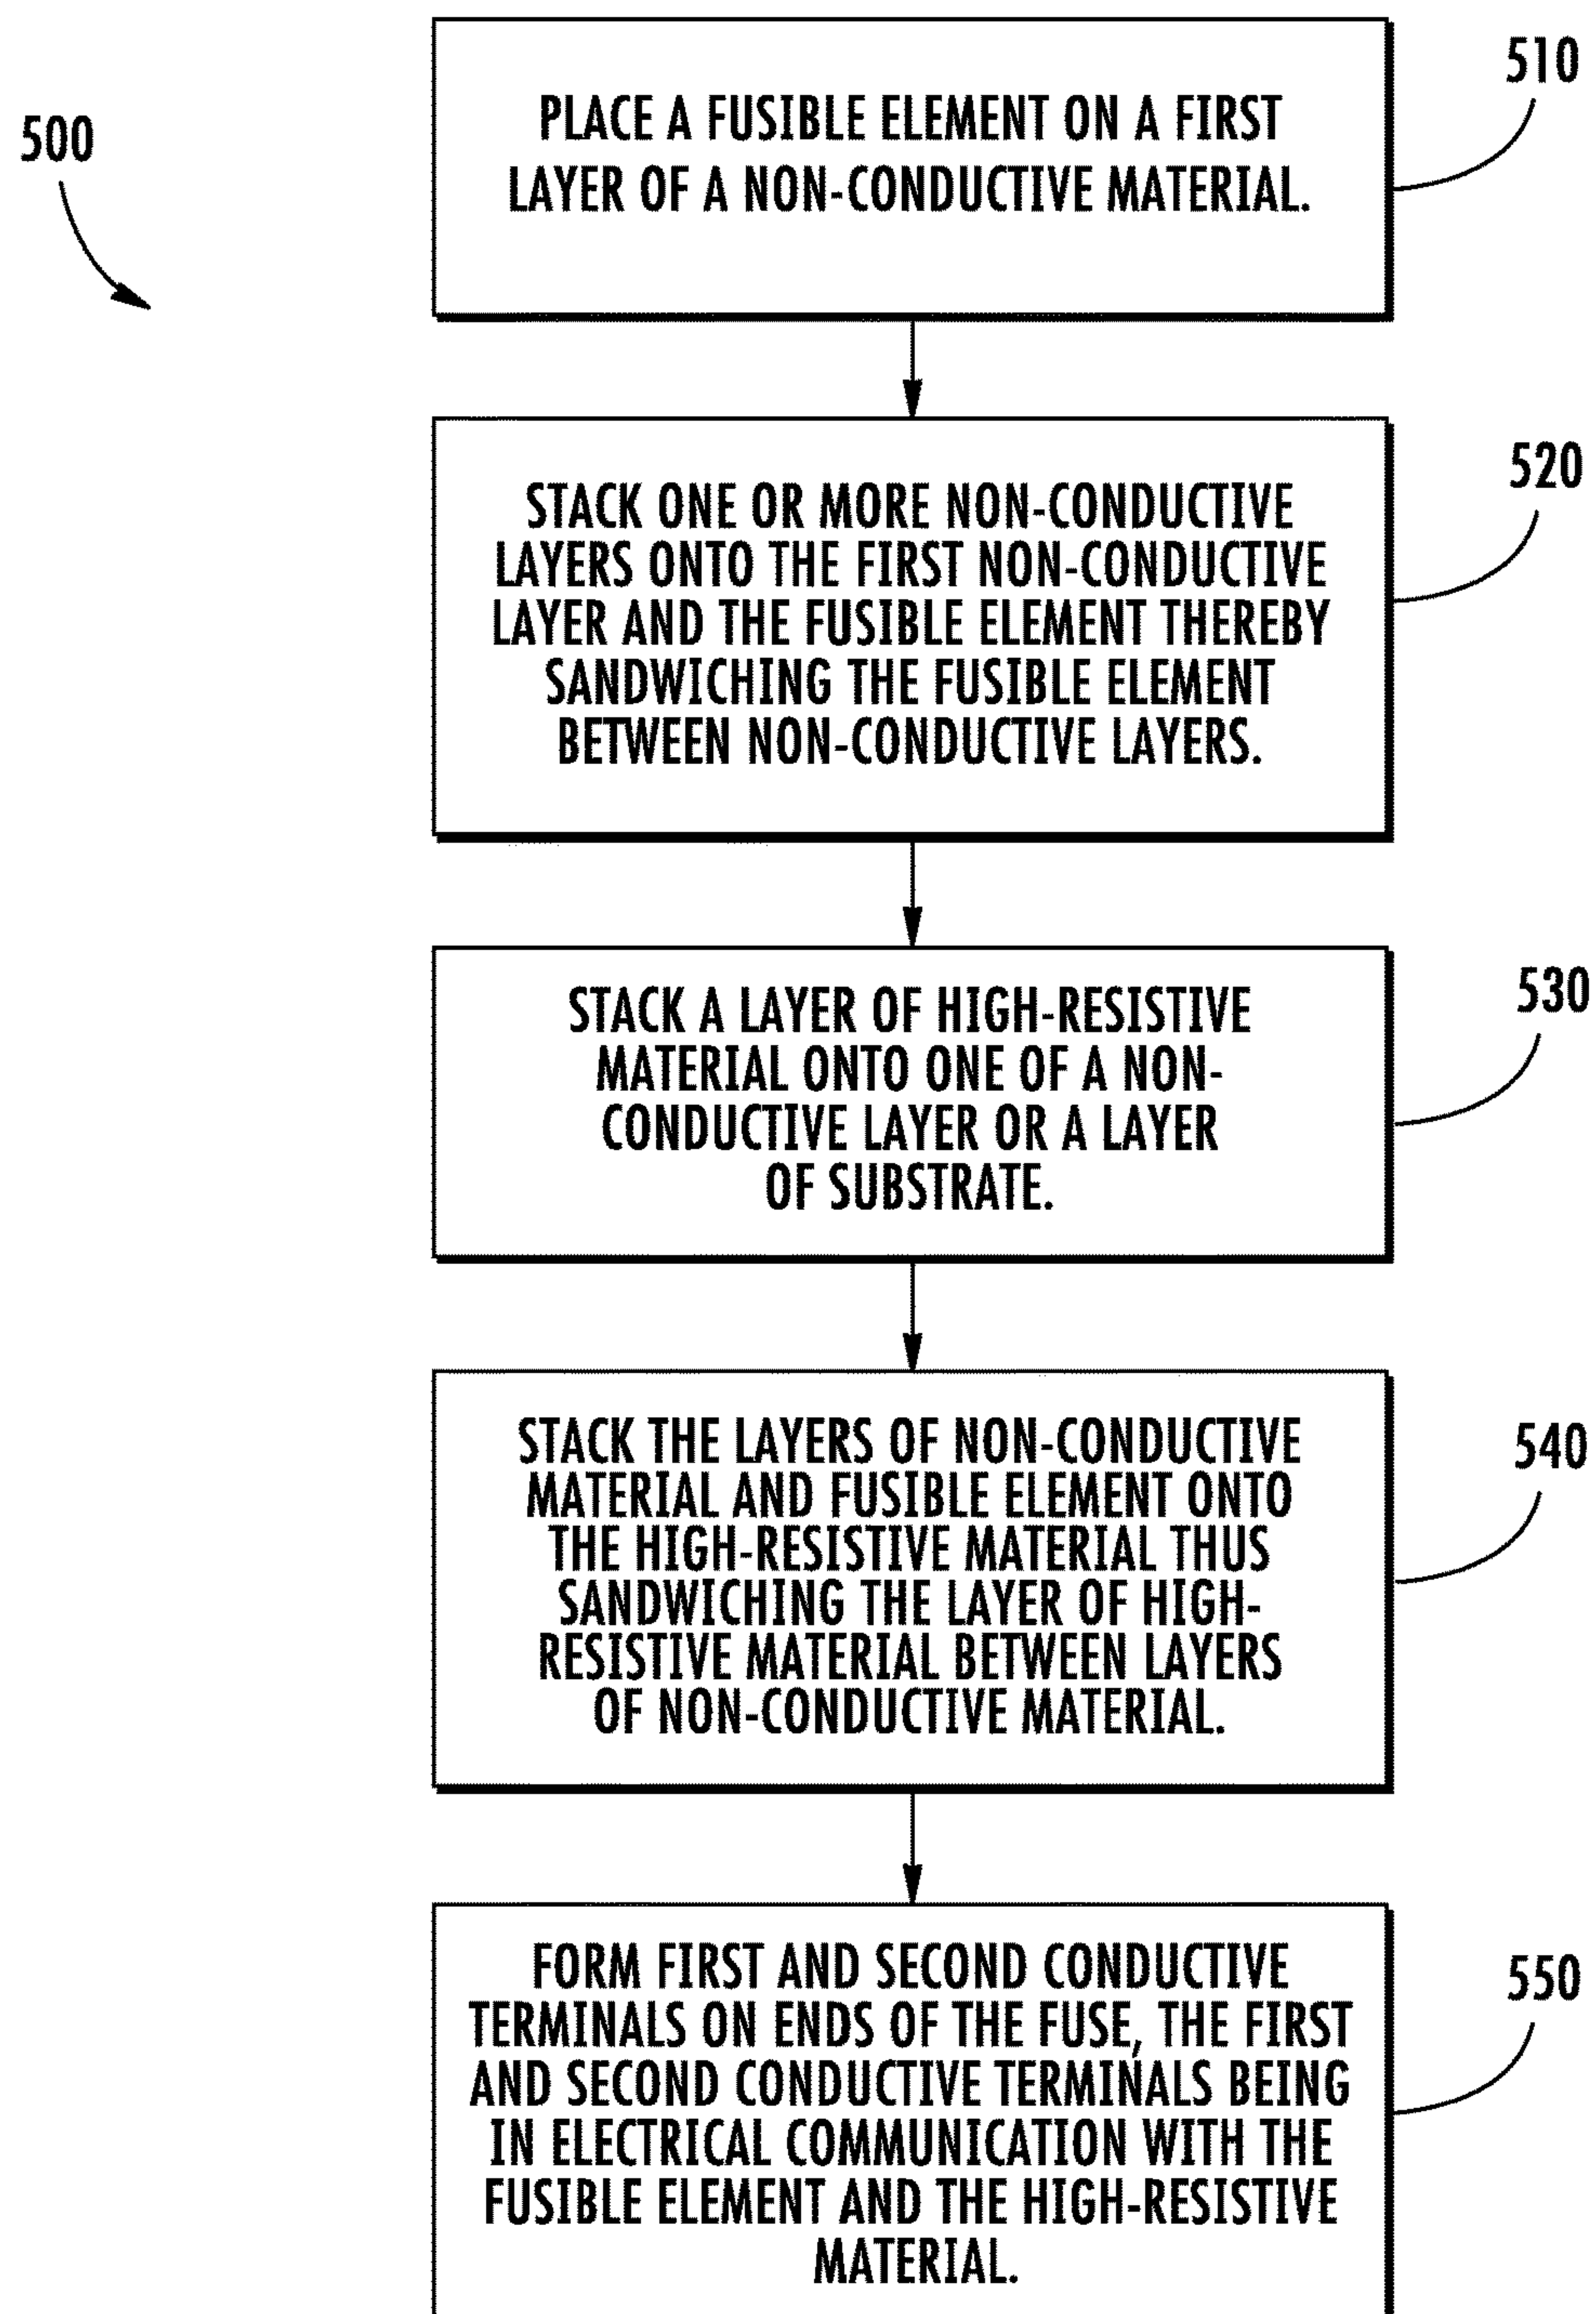 500
510
PLACE A FUSIBLE ELEMENT ON A FIRST
LAYER OF A NON-CONDUCTIVE MATERIAL.
520
STACK ONE OR MORE NON-CONDUCTIVE
LAYERS ONTO THE FIRST NON-CONDUCTIVE
LAYER AND THE FUSIBLE ELEMENT THEREBY
SANDWICHING THE FUSIBLE ELEMENT
BETWEEN NON-CONDUCTIVE LAYERS.
530
STACK A LAYER OF HIGH-RESISTIVE
MATERIAL ONTO ONE OF A NON-
CONDUCTIVE LAYER OR A LAYER
OF SUBSTRATE.
540
STACK THE LAYERS OF NON-CONDUCTIVE
MATERIAL AND FUSIBLE ELEMENT ONTO
THE HIGH-RESISTIVE MATERIAL THUS
SANDWICHING THE LAYER OF HIGH-
RESISTIVE MATERIAL BETWEEN LAYERS
OF NON-CONDUCTIVE MATERIAL.
550
FORM FIRST AND SECOND CONDUCTIVE
TERMINALS ON ENDS OF THE FUSE, THE FIRST
AND SECOND CONDUCTIVE TERMINALS BEING
IN ELECTRICAL COMMUNICATION WITH THE
FUSIBLE ELEMENT AND THE HIGH-RESISTIVE
MATERIAL.